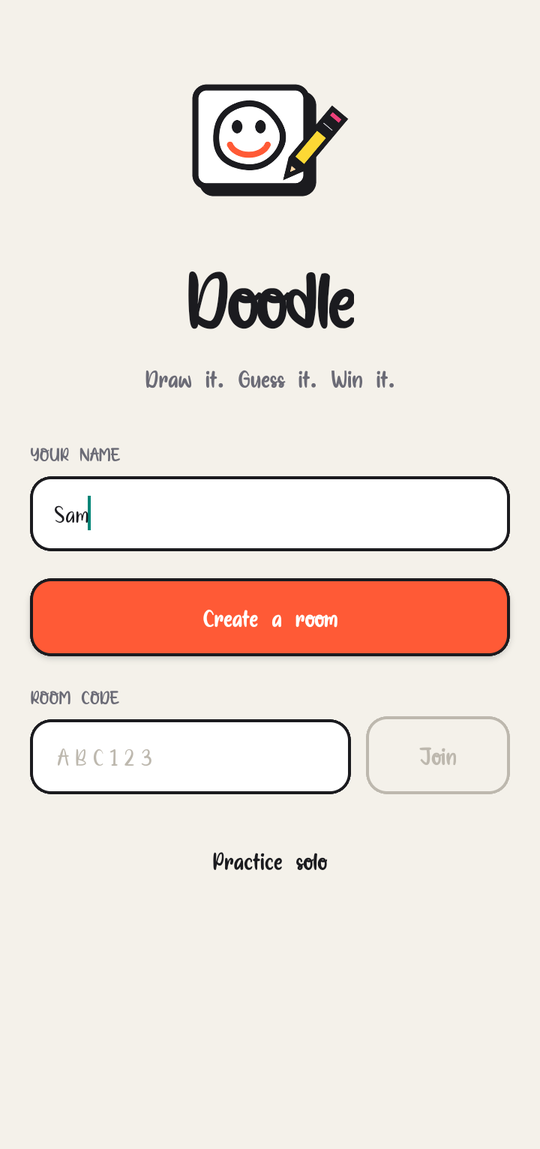 Doodle
Draw it. Guess it. Win it.
YOUR NAME
Sam
Create a room
ROOM CODE
ABC123 Join
Practice solo